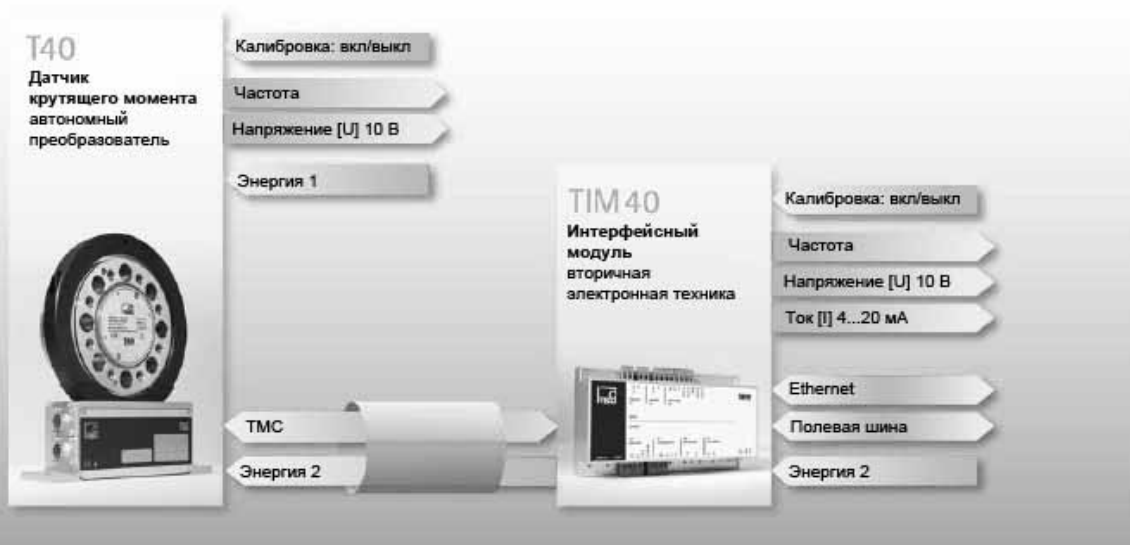 T40
Датчик
крутящего момента
автономный
преобразователь
Калибровка: вкл/выкл
Частота
Напряжение [U] 10 В
Энергия 1
ТМС
Энергия 2
TIM 40
Интерфейсный
модуль
вторичная
электронная техника
Калибровка: вкл/выкл
Частота
Напряжение [U] 10 В
Ток [I] 4...20 мА
Ethernet
Полевая шина
Энергия 2